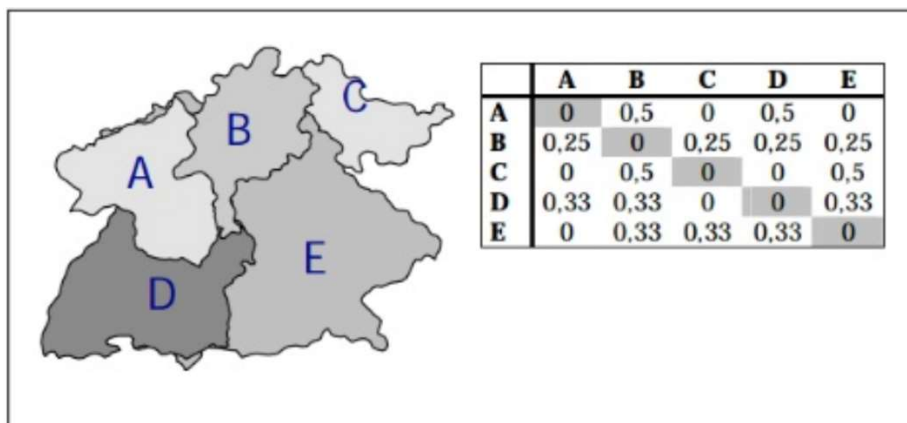 A B C D E
A 0 0,5 0 0,5 0
B 0,25 0 0,25 0,25 0,25
C 0 0,5 0 0 0,5
D 0,33 0,33 0 0 0,33
E 0 0,33 0,33 0,33 0
C
B
A
E
D